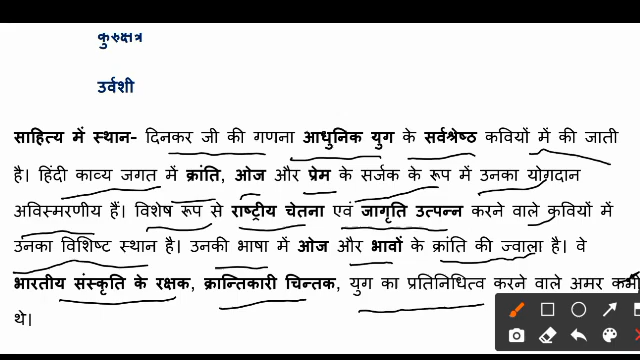 कुरुक्षेत्र
उर्वशी
साहित्य में स्थान- दिनकर जी की गणना आधुनिक युग के सर्वश्रेष्ठ कवियों में की जाती
है। हिंदी काव्य जगत में क्रांति, ओज और प्रेम के सर्जक के रूप में उनका योगदान
अविस्मरणीय हैं। विशेष रूप से राष्ट्रीय चेतना एवं जागृति उत्पन्न करने वाले कवियों में
उनका विशिष्ट स्थान है। उनकी भाषा में ओज और भावों के क्रांति की ज्वाला है। वे
भारतीय संस्कृति के रक्षक, क्रान्तिकारी चिन्तक, युग का प्रतिनिधित्व करने वाले अमर कवि
थे।